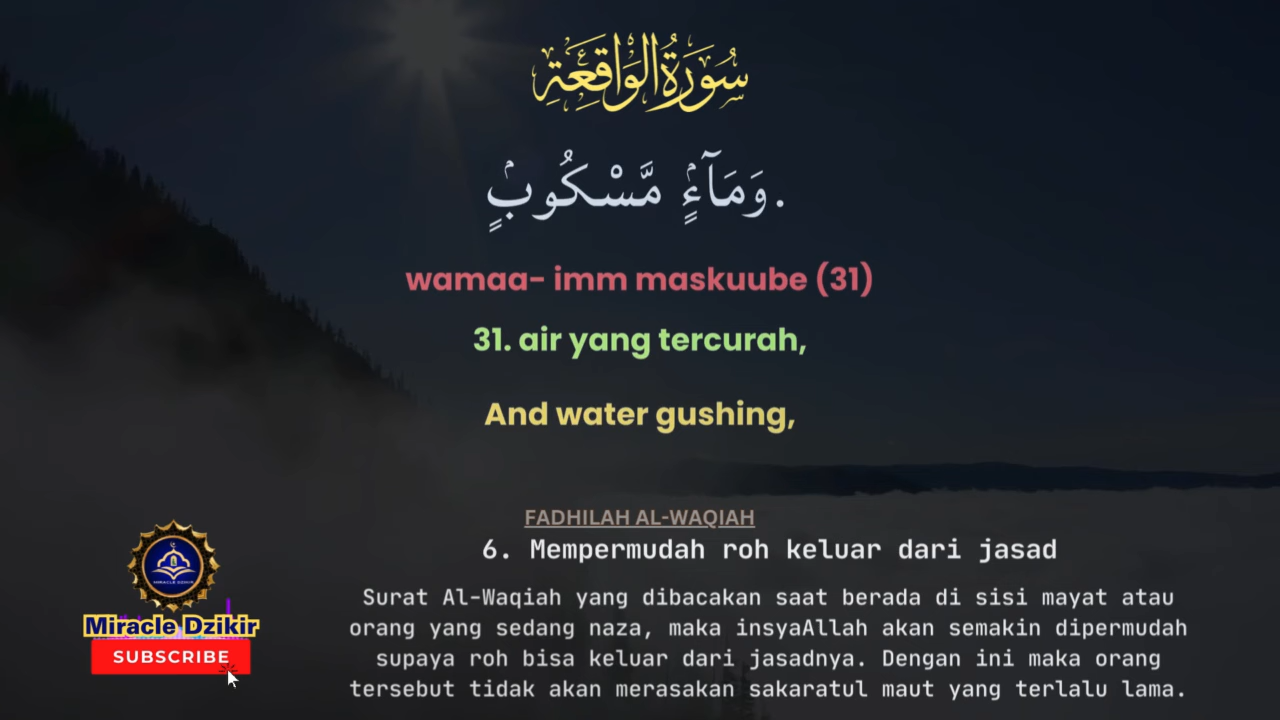 سُورَةُ الْوَاقِعَةِ
وَمَآءٍۢ مَّسْكُوبٍۢ.
wamaa- imm maskuube (31)
31. air yang tercurah,
And water gushing,
FADHILAH AL-WAQIAH
6. Mempermudah roh keluar dari jasad
Surat Al-Waqiah yang dibacakan saat berada di sisi mayat atau
orang yang sedang naza, maka insyaAllah akan semakin dipermudah
supaya roh bisa keluar dari jasadnya. Dengan ini maka orang
tersebut tidak akan merasakan sakaratul maut yang terlalu lama.
MIRACLE DZIKIR
Miracle Dzikir
SUBSCRIBE